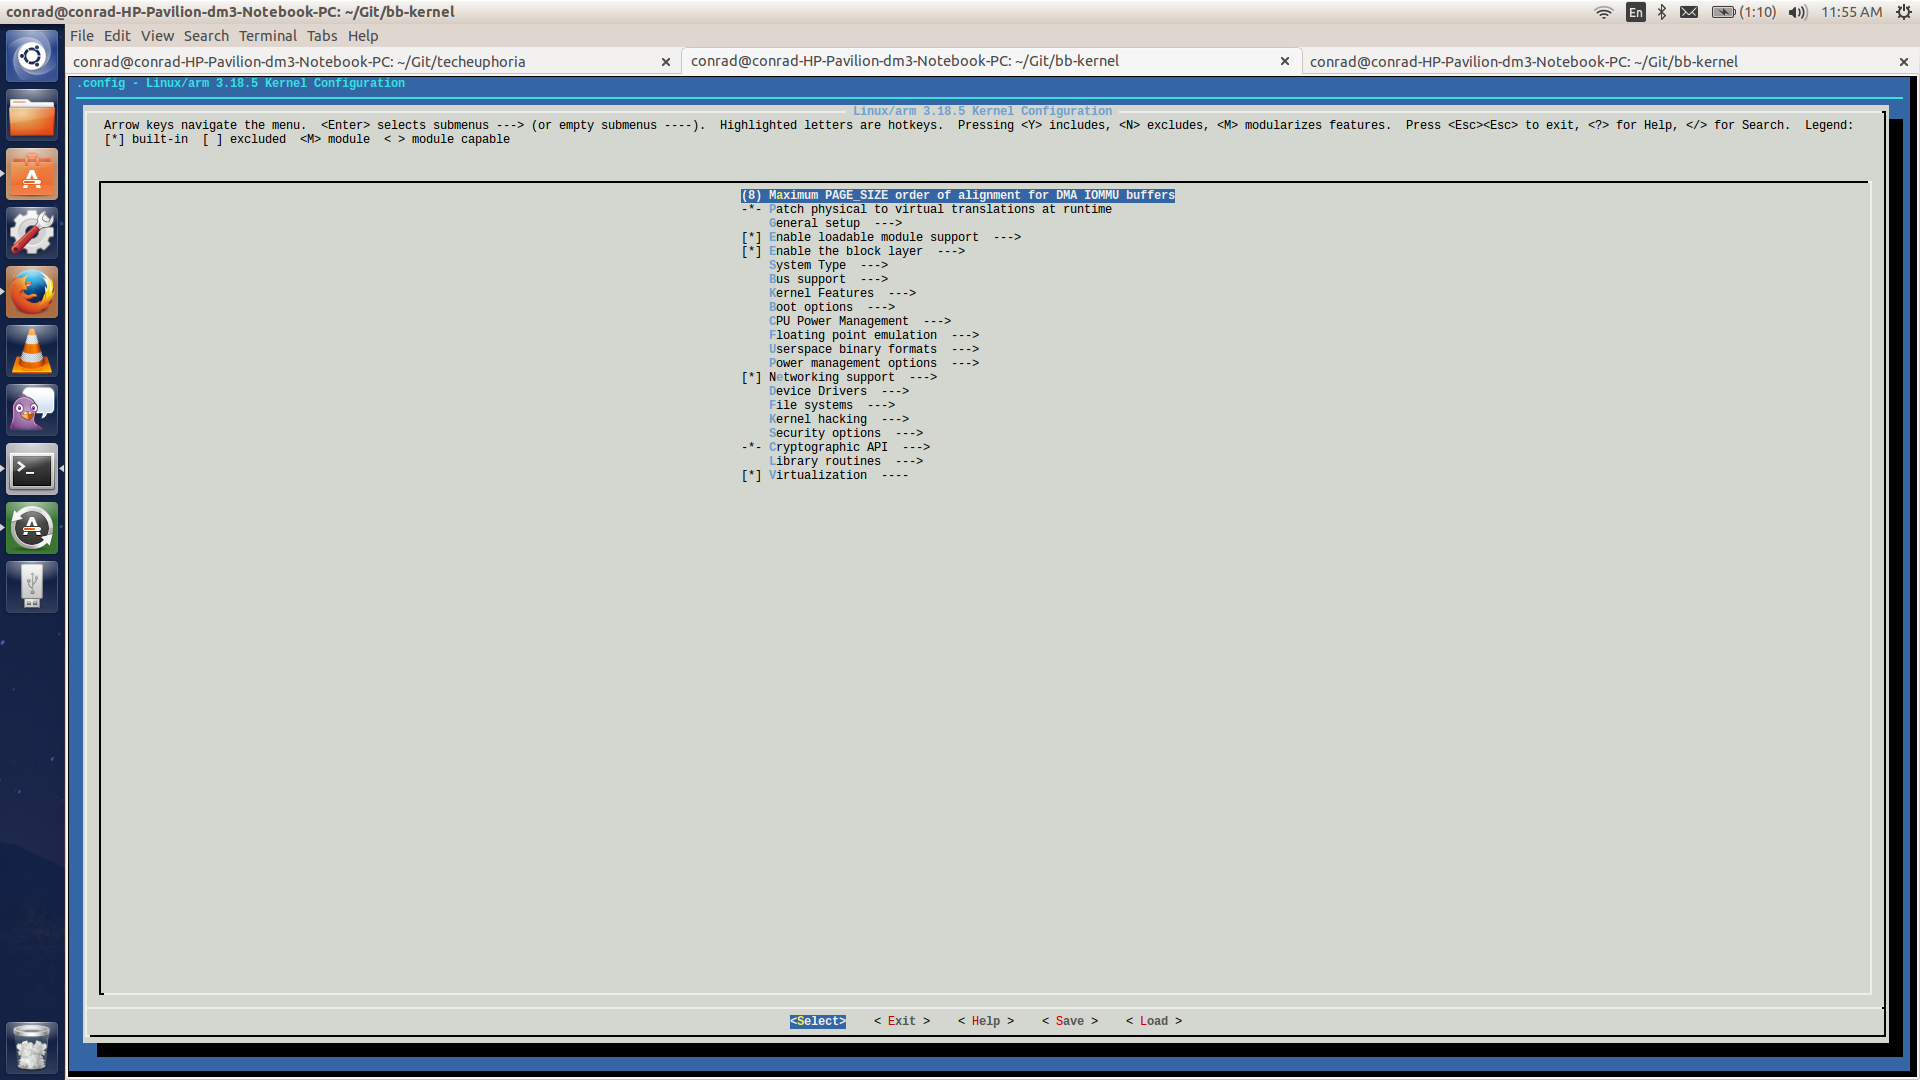 conrad@conrad-HP-Pavilion-dm3-Notebook-PC: ~/Git/bb-kernel
En
(1:10)
11:55 AM
File Edit View Search Terminal Tabs Help
conrad@conrad-HP-Pavilion-dm3-Notebook-PC: ~/Git/techeuphoria
conrad@conrad-HP-Pavilion-dm3-Notebook-PC: ~/Git/bb-kernel
conrad@conrad-HP-Pavilion-dm3-Notebook-PC: ~/Git/bb-kernel
.config - Linux/arm 3.18.5 Kernel Configuration
Linux/arm 3.18.5 Kernel Configuration
Arrow keys navigate the menu.  <Enter> selects submenus ---> (or empty submenus ----).  Highlighted letters are hotkeys.  Pressing <Y> includes, <N> excludes, <M> modularizes features.  Press <Esc><Esc> to exit, <?> for Help, </> for Search.  Legend:
[*] built-in  [ ] excluded  <M> module  < > module capable
(8) Maximum PAGE_SIZE order of alignment for DMA IOMMU buffers
-*- Patch physical to virtual translations at runtime
General setup  --->
[*] Enable loadable module support  --->
[*] Enable the block layer  --->
System Type  --->
Bus support  --->
Kernel Features  --->
Boot options  --->
CPU Power Management  --->
Floating point emulation  --->
Userspace binary formats  --->
Power management options  --->
[*] Networking support  --->
Device Drivers  --->
File systems  --->
Kernel hacking  --->
Security options  --->
-*- Cryptographic API  --->
Library routines  --->
[*] Virtualization  ----
<Select>    < Exit >    < Help >    < Save >    < Load >